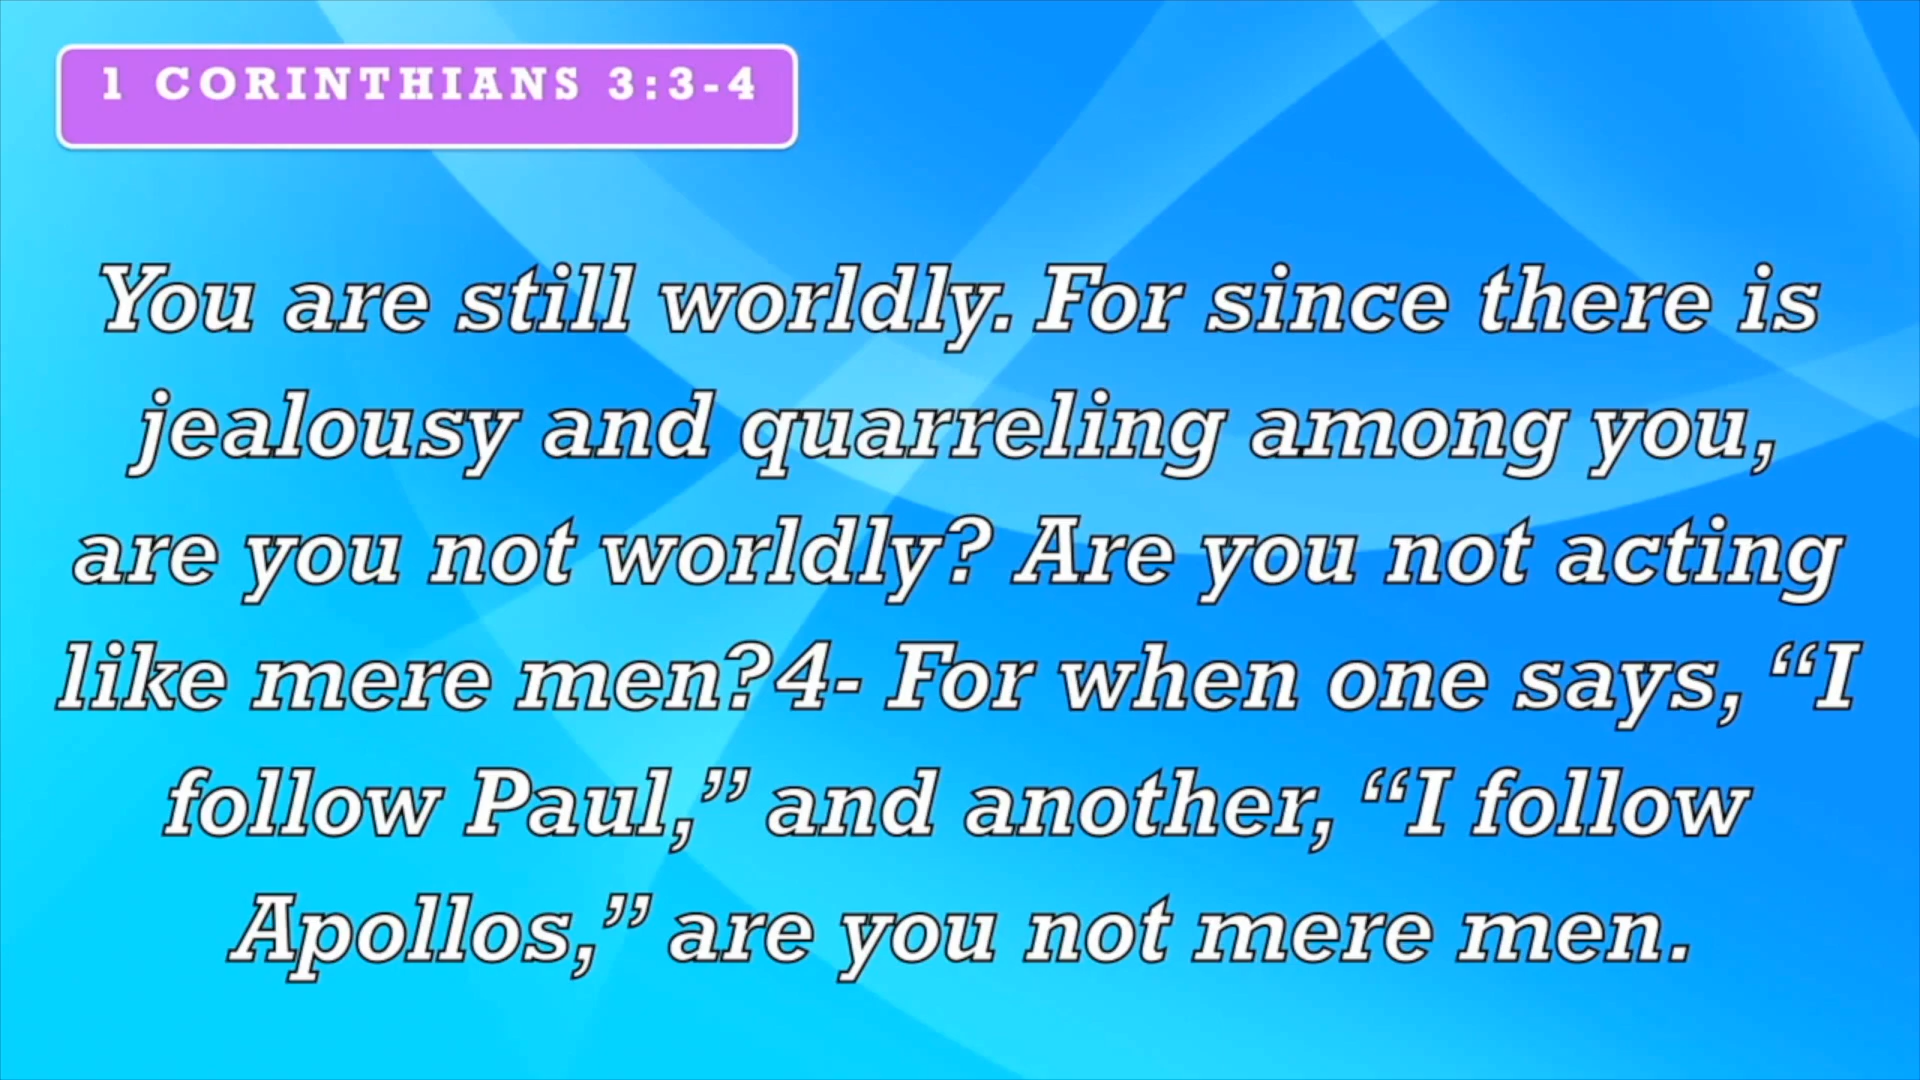 1 CORINTHIANS 3:3-4
You are still worldly. For since there is
jealousy and quarreling among you,
are you not worldly? Are you not acting
like mere men?4- For when one says, “I
follow Paul,” and another, “I follow
Apollos,” are you not mere men.